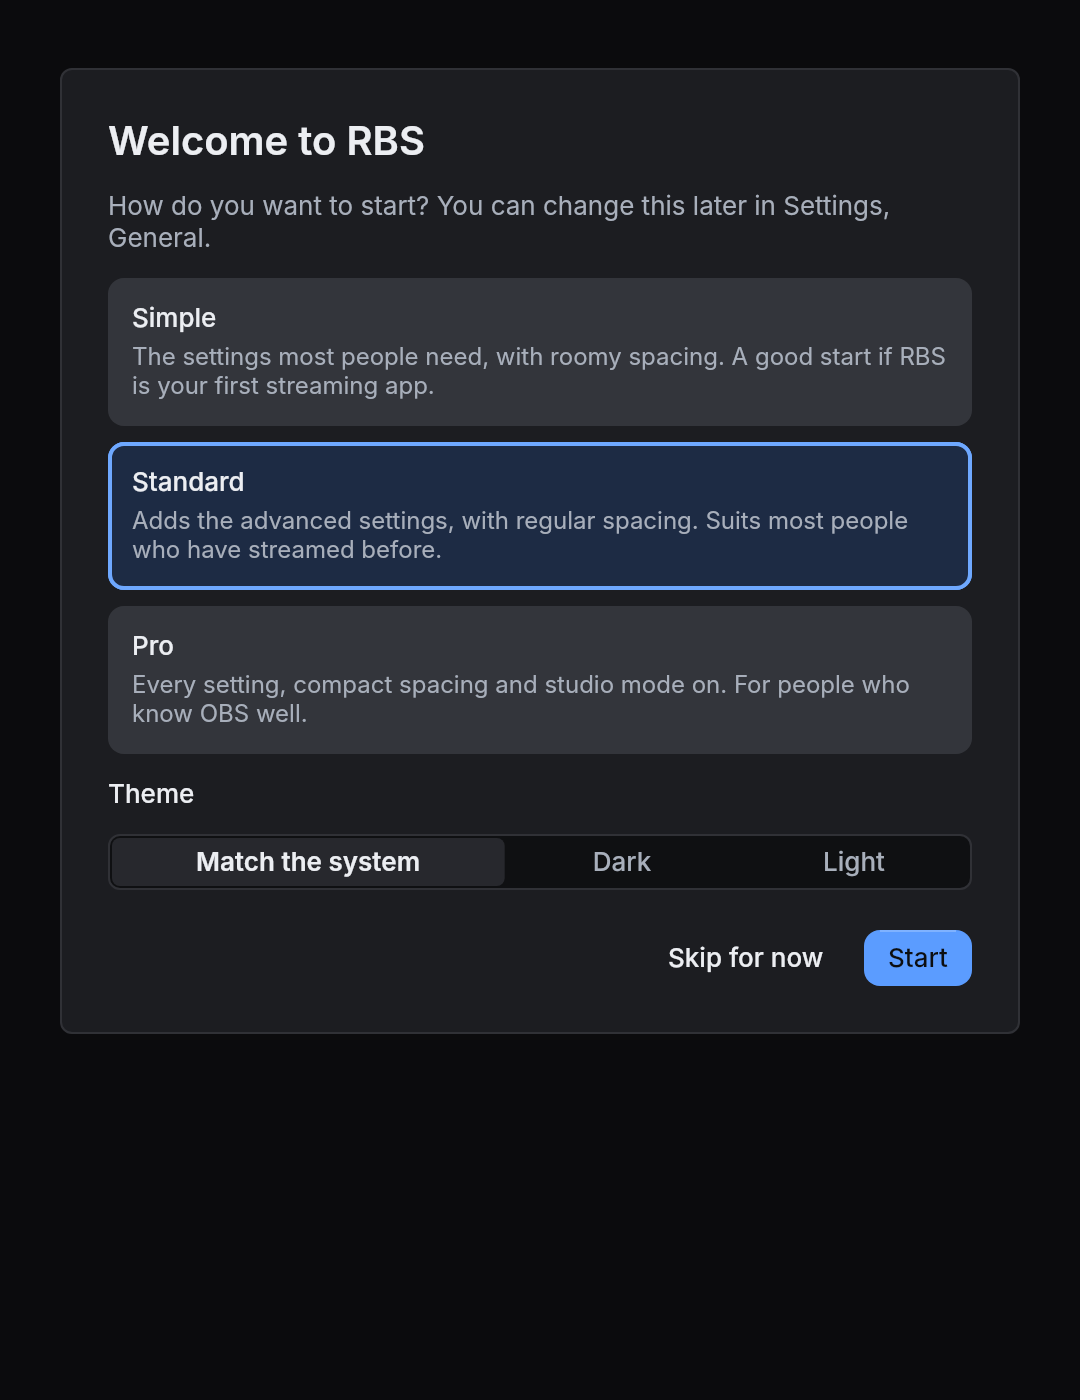 Welcome to RBS
How do you want to start? You can change this later in Settings,
General.
Simple
The settings most people need, with roomy spacing. A good start if RBS
is your first streaming app.
Standard
Adds the advanced settings, with regular spacing. Suits most people
who have streamed before.
Pro
Every setting, compact spacing and studio mode on. For people who
know OBS well.
Theme
Match the system Dark Light
Skip for now Start